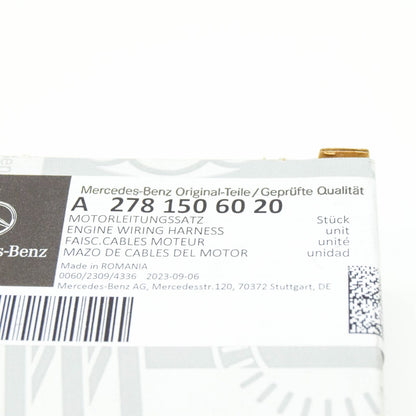 Mercedes-Benz Original-Teile/Geprüfte Qualität
A 278 150 60 20
MOTORLEITUNGSSATZ Stück
ENGINE WIRING HARNESS unit
FAISC.CABLES MOTEUR unité
MAZO DE CABLES DEL MOTOR unidad
s-Benz
Made in ROMANIA
0060/2309/4336 2023-09-06
Mercedes-Benz AG, Mercedesstr.120, 70372 Stuttgart, DE